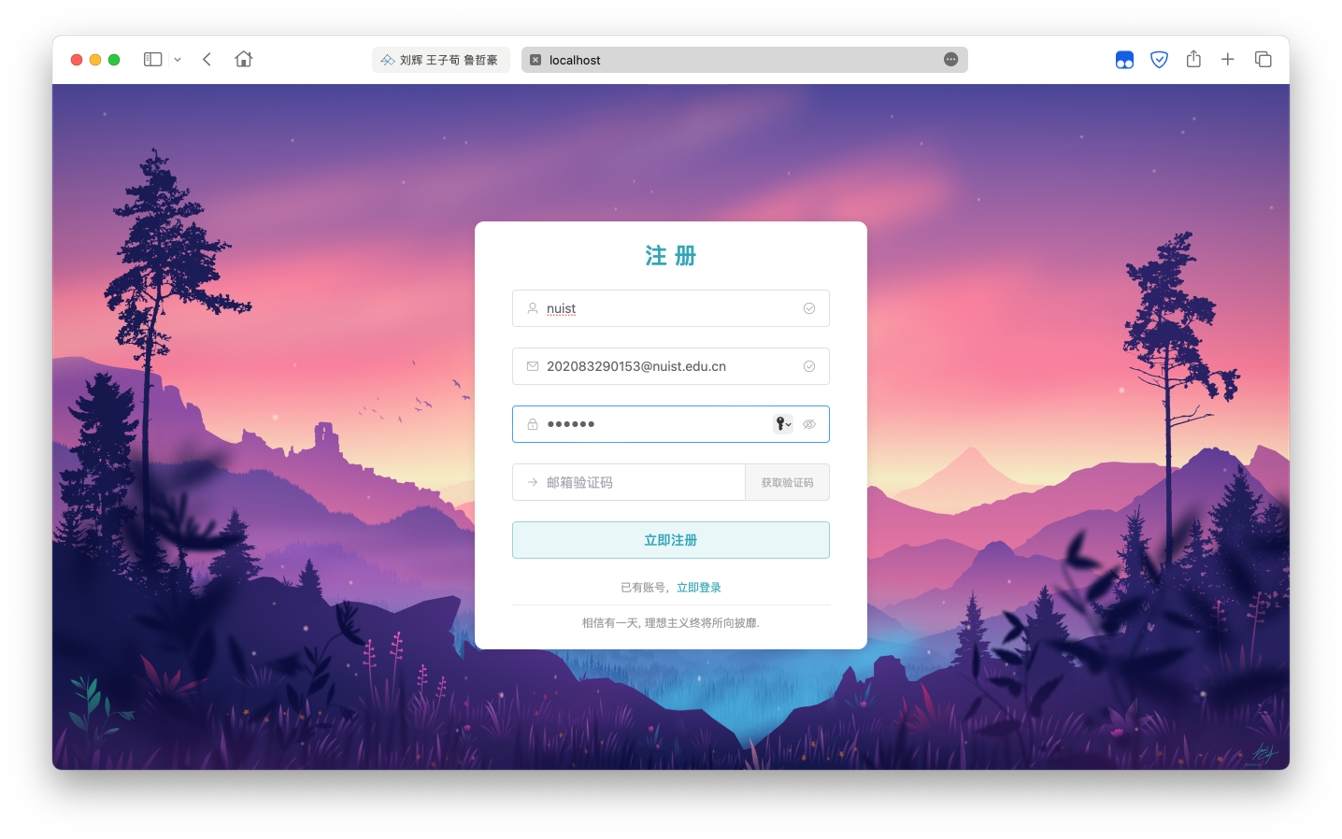 刘辉 王子荀 鲁哲豪
localhost
注 册
nuist
202083290153@nuist.edu.cn
••••••
邮箱验证码
获取验证码
立即注册
已有账号，立即登录
相信有一天, 理想主义终将所向披靡.